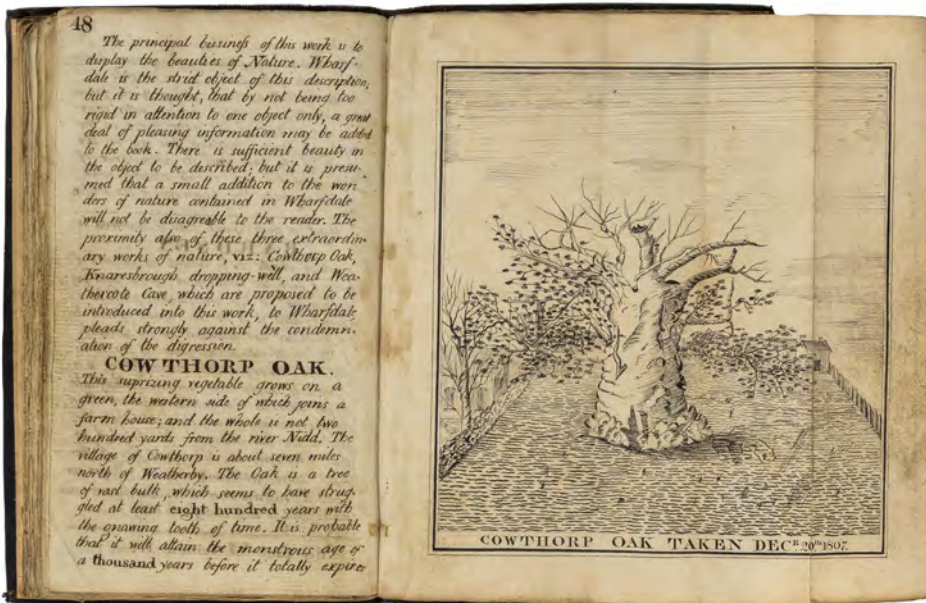 48
The principal businefs of this work is to
display the beauties of Nature. Wharf-
dale is the strict object of this description;
but it is thought, that by not being too
rigid in attention to one object only, a great
deal of pleasing information may be added
to the book. There is sufficient beauty in
the object to be described; but it is presu-
med that a small addition to the won
ders of nature contained in Wharfdale
will not be disagreable to the reader. The
proximity also of these three extraordin-
ary works of nature, viz: Cowthorp Oak,
Knaresbrough dropping-well, and Wea-
thercote Cave, which are proposed to be
introduced into this work, to Wharfdale,
pleads strongly against the condemn-
ation of the digression.
COWTHORP OAK.
This suprizing vegetable grows on a
green, the western side of which joins a
farm house; and the whole is not two
hundred yards from the river Nidd. The
village of Cowthorp is about seven miles
north of Weatherby. The Oak is a tree
of vast bulk, which seems to have strug-
gled at least eight hundred years with
the gnawing tooth of time. It is probable
that it will attain the monstrous age of
a thousand years before it totally expires
COWTHORP OAK TAKEN DECR. 20th 1807.